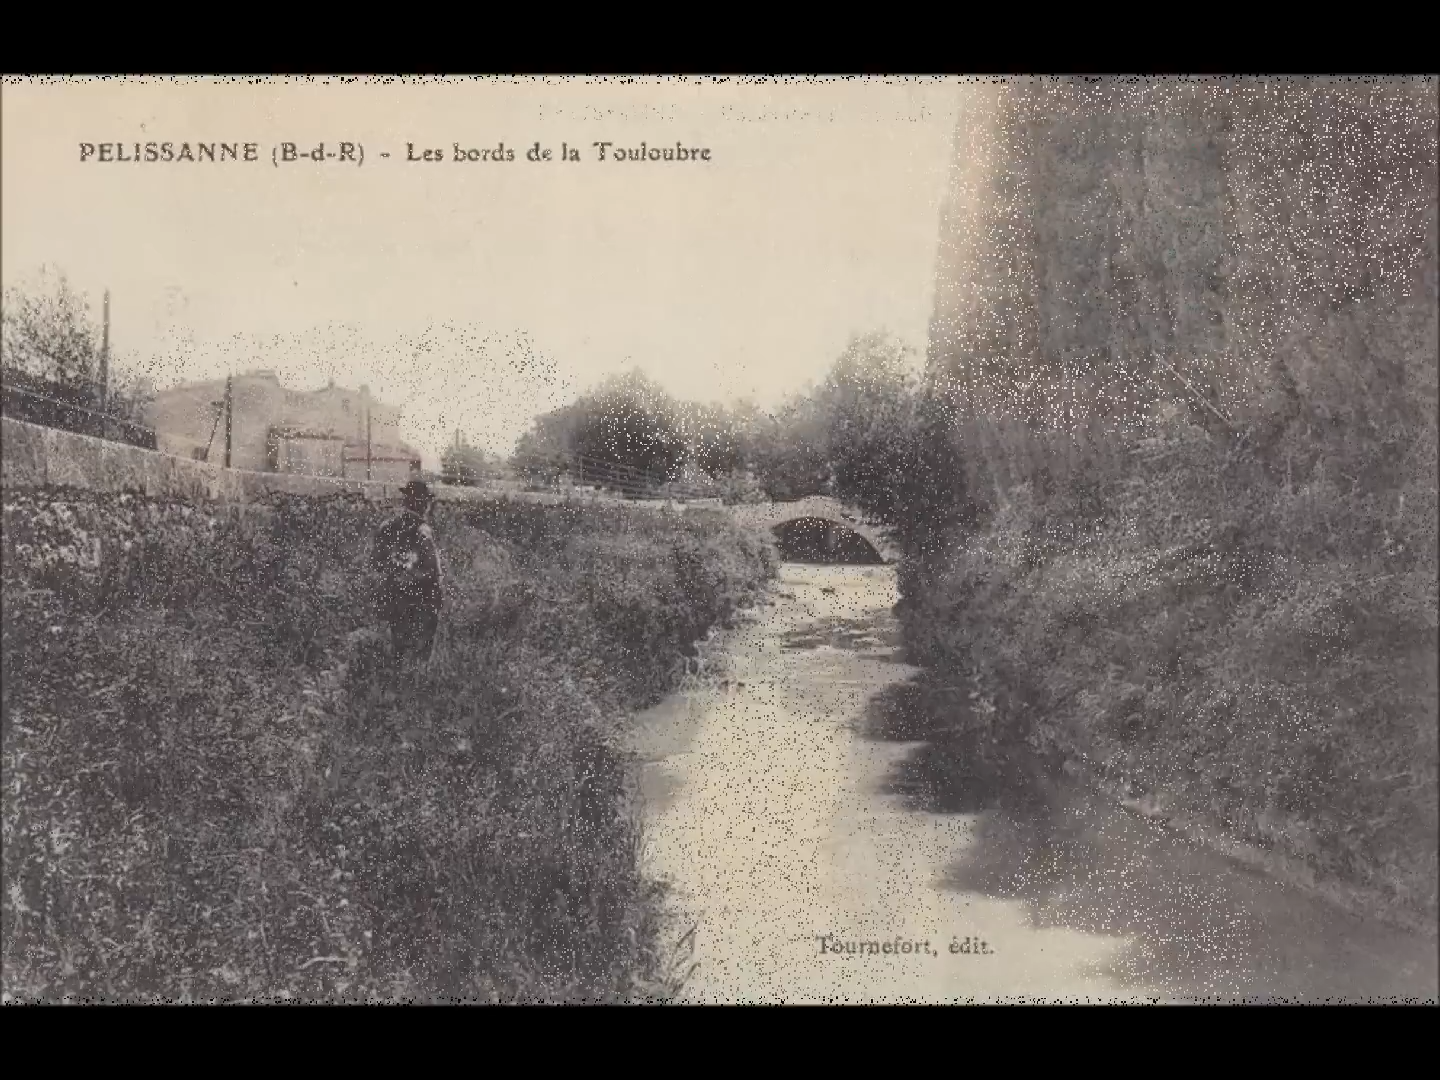 PELISSANNE (B-d-R) - Les bords de la Touloubre
Tournefort, édit.